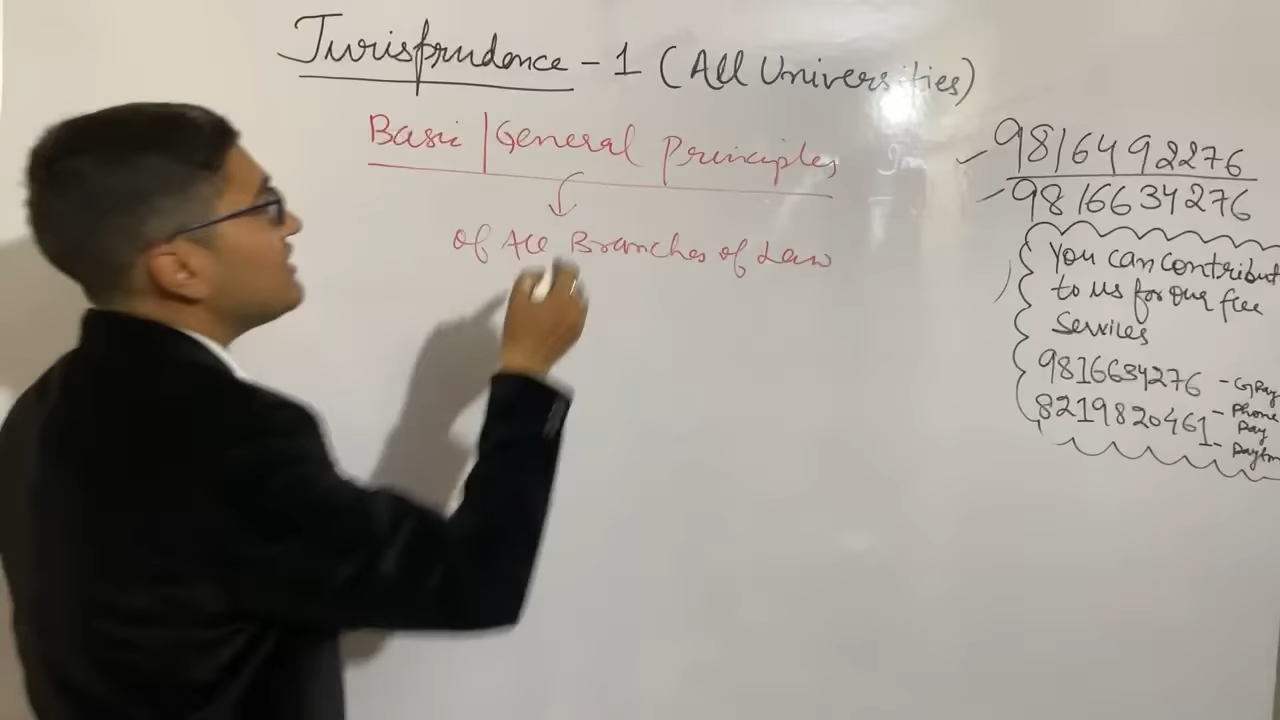 Jurisprudence - 1 (All Universities)
Basic | General Principles
of All Branches of Law
9816492276
9816634276
You can contribut
to us for our free
Services
9816634276 - GPay
8219820461 - Phone
Pay
- Paytm